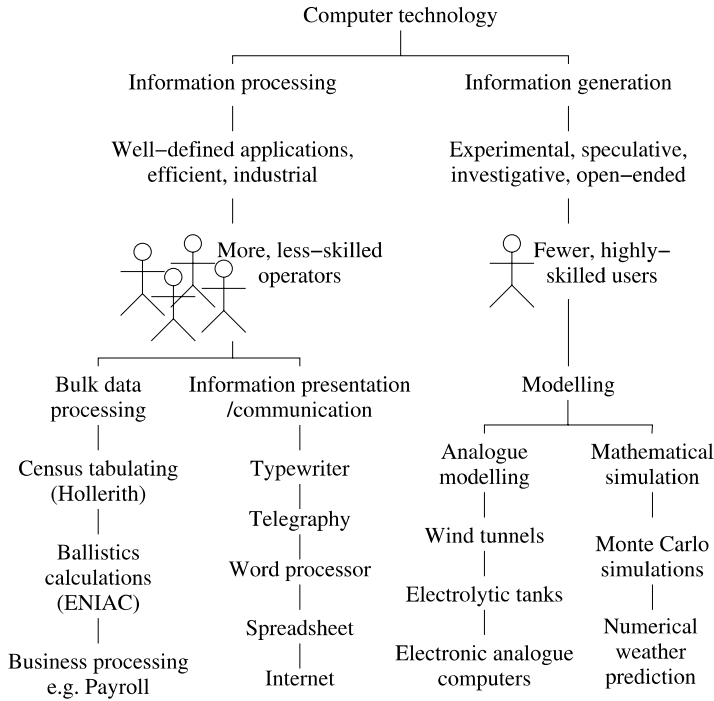 Computer technology
Information processing
Information generation
Well−defined applications,
efficient, industrial
Experimental, speculative,
investigative, open−ended
More, less−skilled
operators
Fewer, highly−
skilled users
Bulk data
processing
Information presentation
/communication
Modelling
Census tabulating
(Hollerith)
Typewriter
Analogue
modelling
Mathematical
simulation
Telegraphy
Wind tunnels
Ballistics
calculations
(ENIAC)
Word processor
Monte Carlo
simulations
Electrolytic tanks
Spreadsheet
Business processing
e.g. Payroll
Internet
Electronic analogue
computers
Numerical
weather
prediction